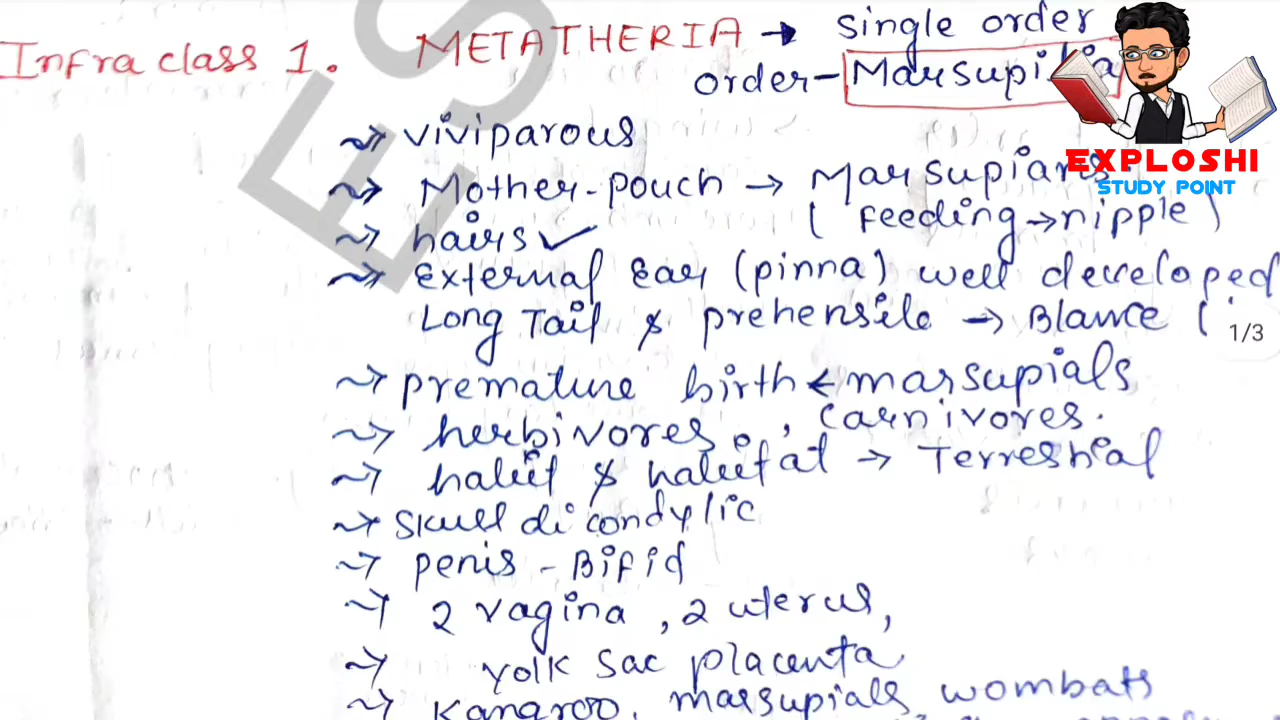 Infra class 1. METATHERIA → Single order
order - Marsupilia
⇝ viviparous
⇝ Mother-pouch → Marsupians
( feeding → nipple )
⇝ hairs ✓
⇝ External Ear (pinna) well developed
Long Tail & prehensile → Blance (
⇝ premature birth ← marsupials
⇝ herbivores, carnivores.
⇝ habit & habitat → Terrestrial
⇝ skull dicondylic
⇝ penis - Bifid
⇝ 2 vagina, 2 uterus,
⇝ yolk sac placenta
⇝ Kangaroo, marsupials, wombats
EXPLOSHI
STUDY POINT
1/3
ES